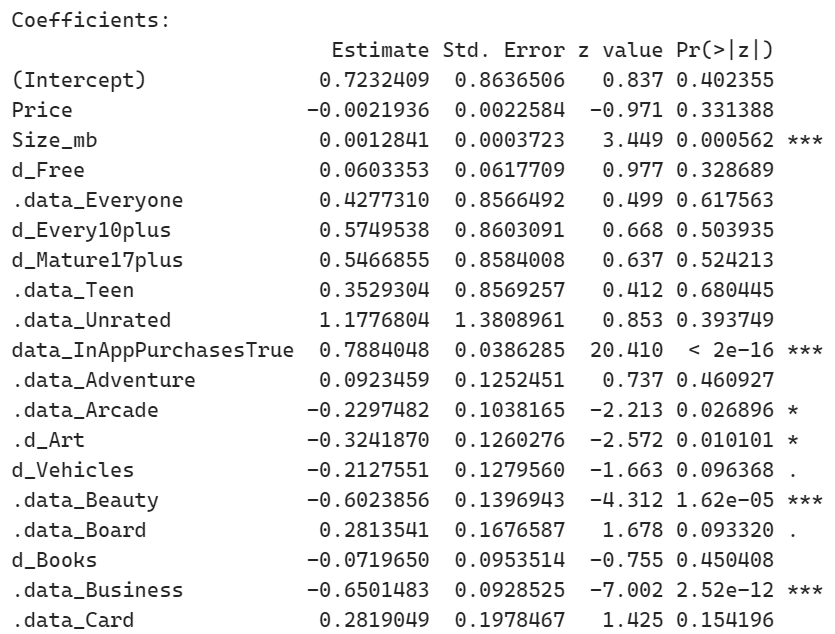 Coefficients:
Estimate Std. Error z value Pr(>|z|)
(Intercept) 0.7232409 0.8636506 0.837 0.402355
Price −0.0021936 0.0022584 −0.971 0.331388
Size_mb 0.0012841 0.0003723 3.449 0.000562 ***
d_Free 0.0603353 0.0617709 0.977 0.328689
.data_Everyone 0.4277310 0.8566492 0.499 0.617563
d_Every10plus 0.5749538 0.8603091 0.668 0.503935
d_Mature17plus 0.5466855 0.8584008 0.637 0.524213
.data_Teen 0.3529304 0.8569257 0.412 0.680445
.data_Unrated 1.1776804 1.3808961 0.853 0.393749
data_InAppPurchasesTrue 0.7884048 0.0386285 20.410 < 2e−16 ***
.data_Adventure 0.0923459 0.1252451 0.737 0.460927
.data_Arcade −0.2297482 0.1038165 −2.213 0.026896 *
.d_Art −0.3241870 0.1260276 −2.572 0.010101 *
d_Vehicles −0.2127551 0.1279560 −1.663 0.096368 .
.data_Beauty −0.6023856 0.1396943 −4.312 1.62e−05 ***
.data_Board 0.2813541 0.1676587 1.678 0.093320 .
d_Books −0.0719650 0.0953514 −0.755 0.450408
.data_Business −0.6501483 0.0928525 −7.002 2.52e−12 ***
.data_Card 0.2819049 0.1978467 1.425 0.154196